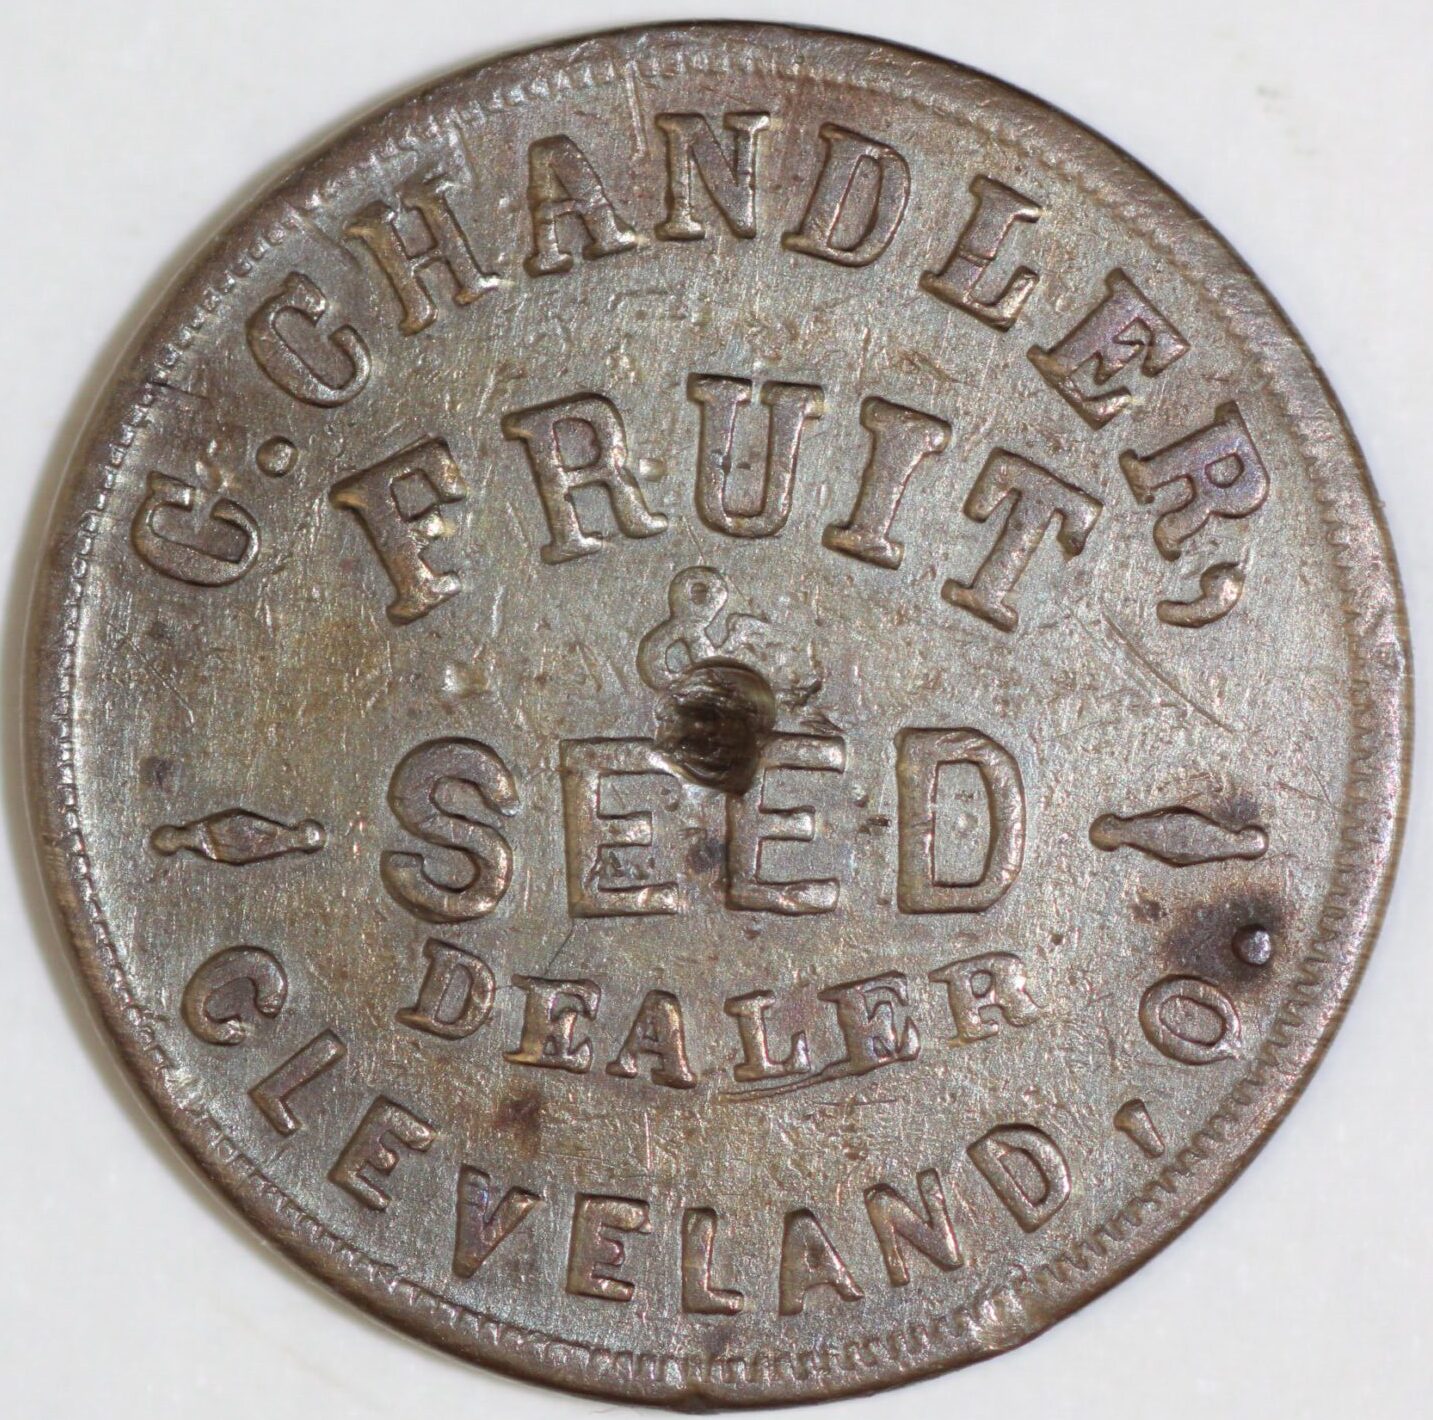 C. CHANDLER,
FRUIT
&
SEED
DEALER
CLEVELAND, O.